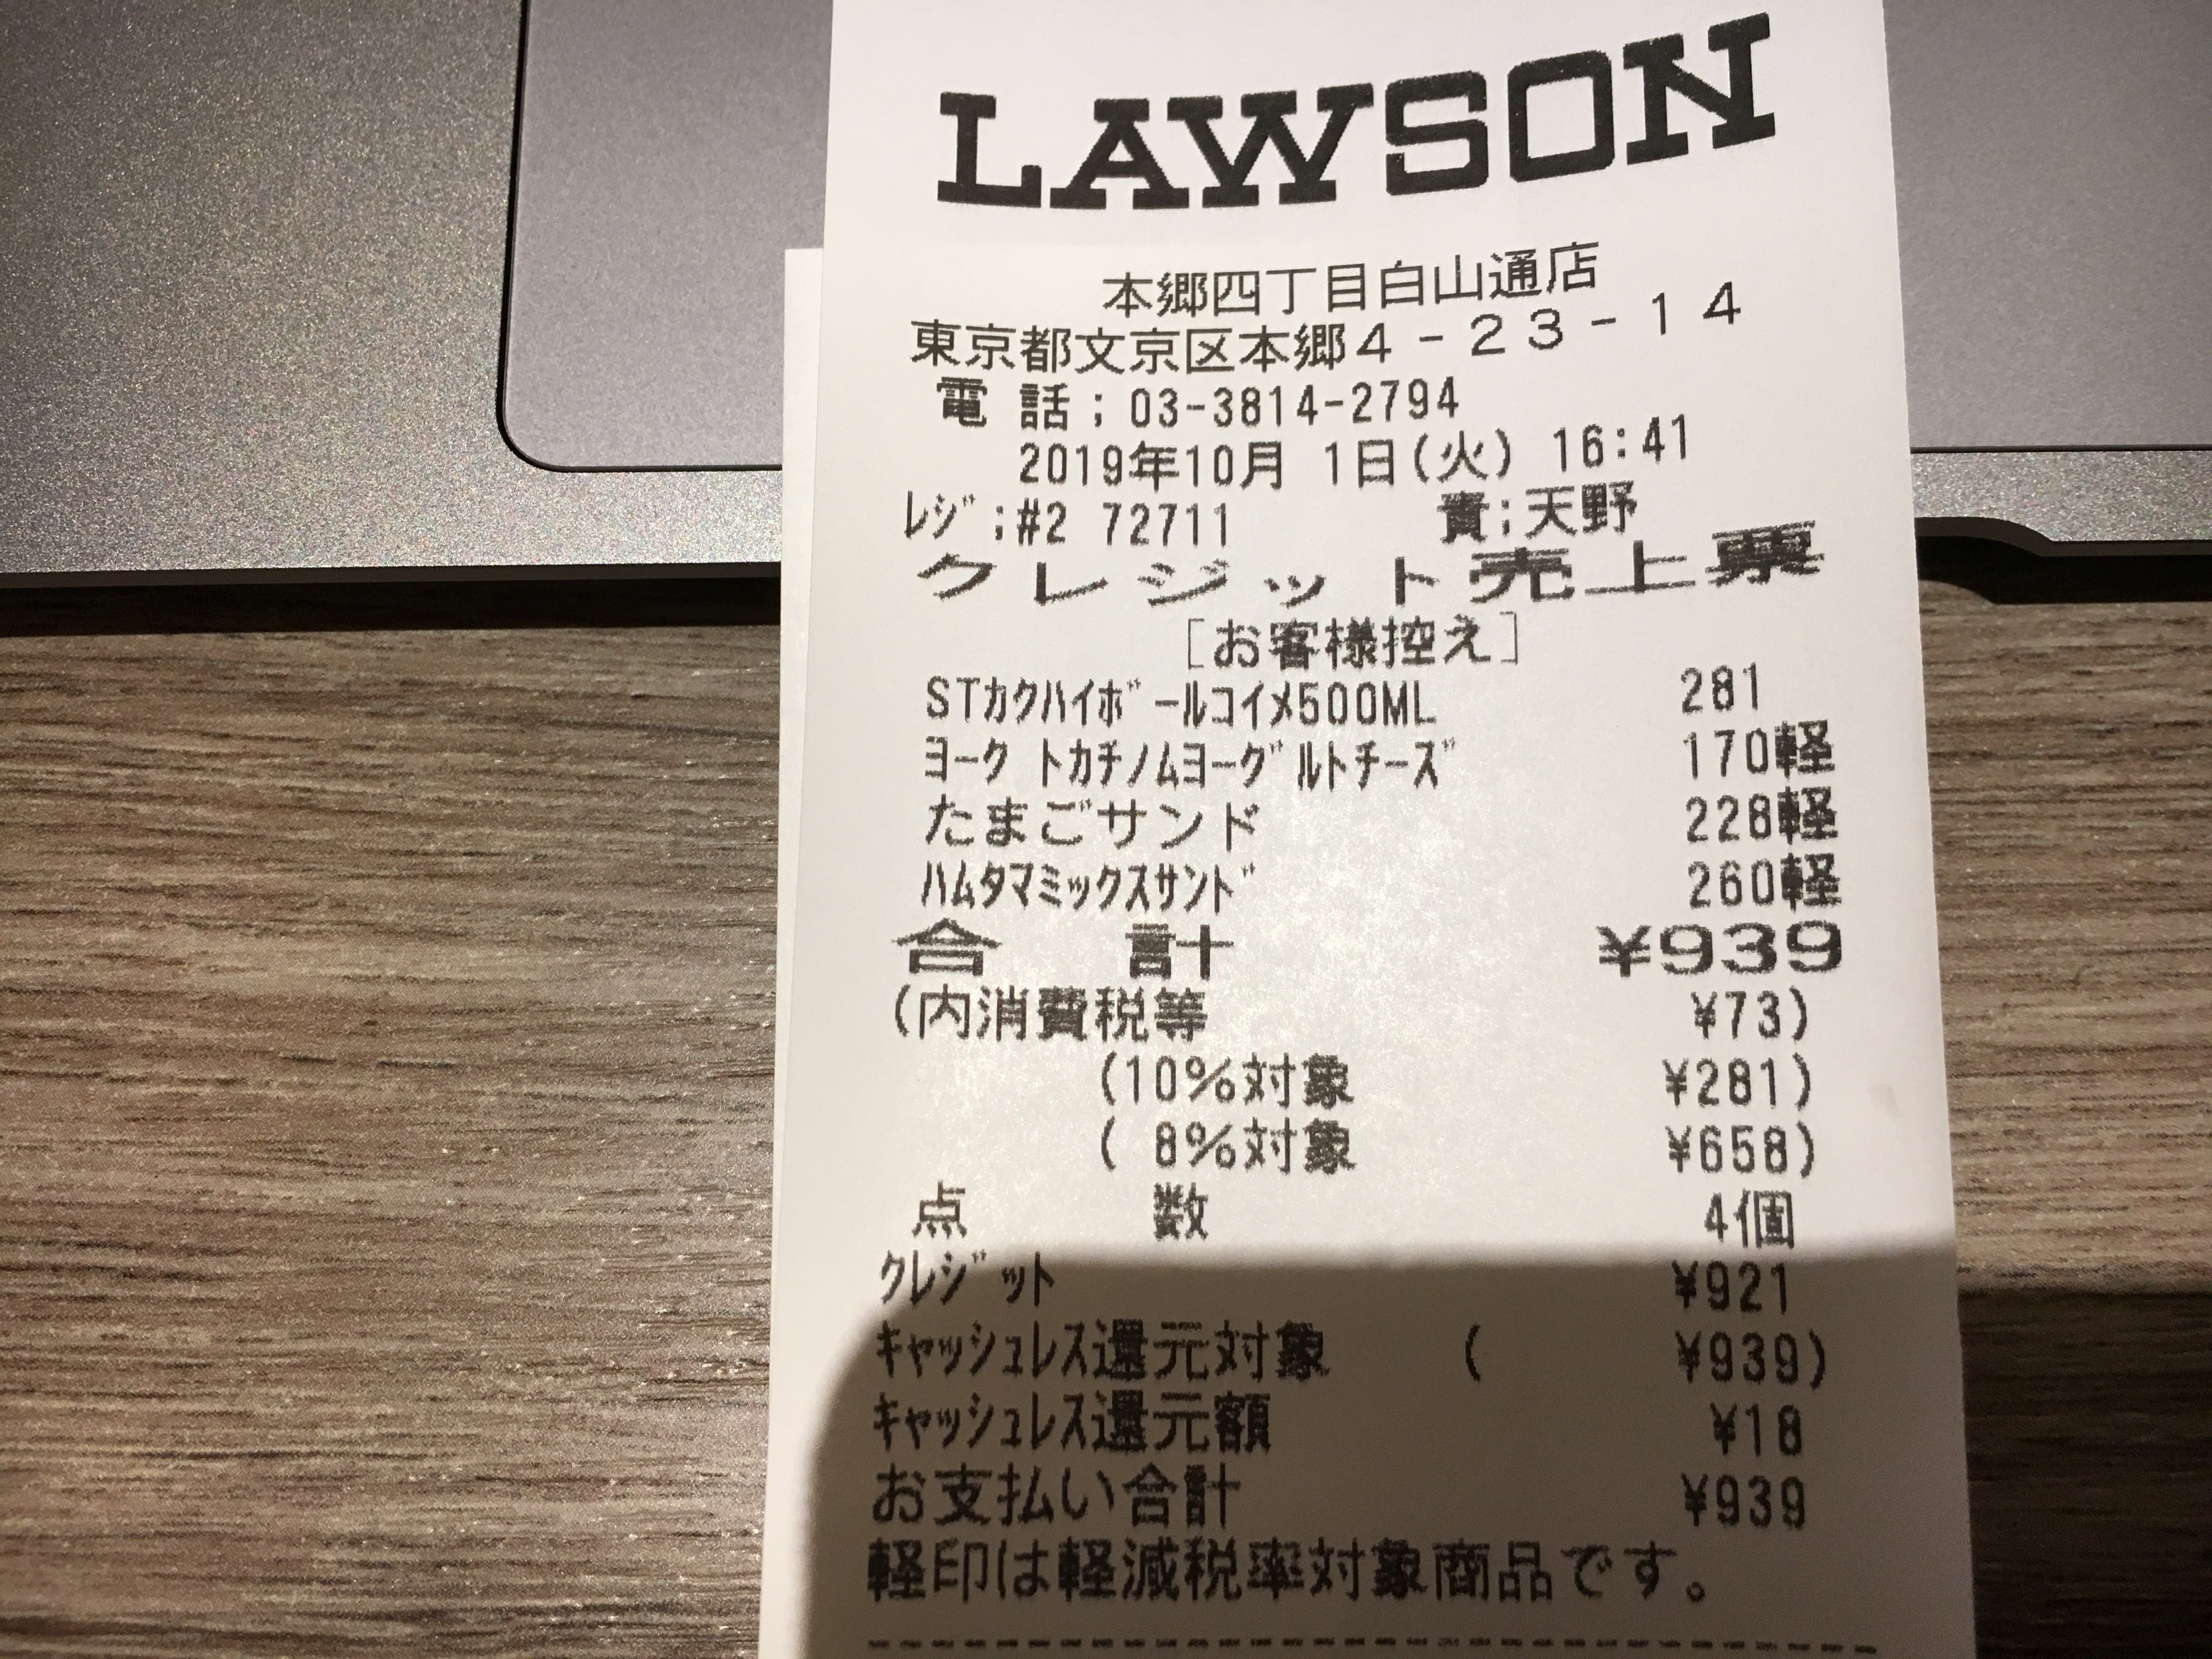 LAWSON
本郷四丁目白山通店
東京都文京区本郷4-23-14
電話;03-3814-2794
2019年10月 1日(火) 16:41
ﾚｼﾞ;#2 72711 責;天野
クレジット売上票
[お客様控え]
STｶｸﾊｲﾎﾞｰﾙｺｲﾒ500ML 281
ﾖｰｸ ﾄｶﾁﾉﾑﾖｰｸﾞﾙﾄﾁｰｽﾞ 170軽
たまごサンド 228軽
ﾊﾑﾀﾏﾐｯｸｽｻﾝﾄﾞ 260軽
合 計 ¥939
(内消費税等 ¥73)
(10%対象 ¥281)
( 8%対象 ¥658)
点 数 4個
ｸﾚｼﾞｯﾄ ¥921
ｷｬｯｼｭﾚｽ還元対象 ( ¥939)
ｷｬｯｼｭﾚｽ還元額 ¥18
お支払い合計 ¥939
軽印は軽減税率対象商品です。